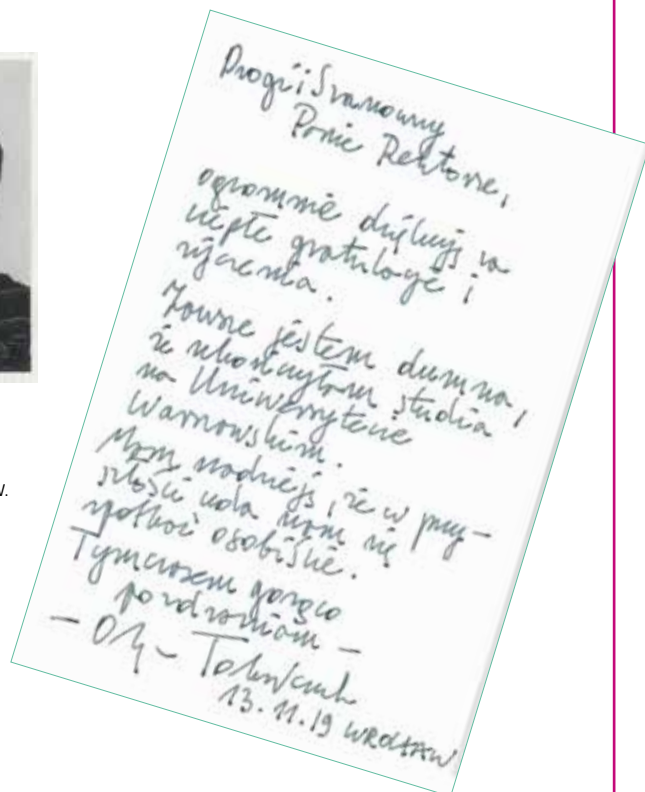 Drogi i Szanowny
Panie Rektorze,
ogromnie dziękuję za
ciepłe gratulacje i
życzenia.
Zawsze jestem dumna,
że ukończyłam studia
na Uniwersytecie
Warszawskim.
Mam nadzieję, że w przy-
szłości uda nam się
spotkać osobiście.
Tymczasem gorąco
pozdrawiam –
– Olga Tokarczuk
13.11.19 WROCŁAW